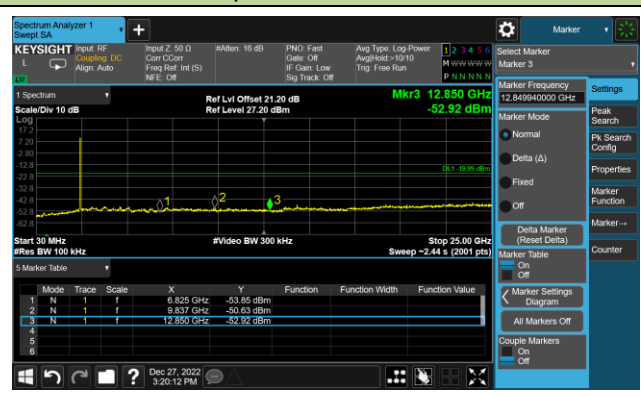 Spectrum Analyzer 1
Swept SA
Marker
KEYSIGHT
L
Input: RF
Coupling: DC
Align: Auto
Input Z: 50 Ω
Corr CCorr
Freq Ref: Int (S)
NFE: Off
#Atten: 16 dB
PNO: Fast
Gate: Off
IF Gain: Low
Sig Track: Off
Avg Type: Log-Power
Avg|Hold:>10/10
Trig: Free Run
1 2 3 4 5 6
M W W W W W
P N N N N N
LV
Select Marker
Marker 3
1 Spectrum
Scale/Div 10 dB
Ref Lvl Offset 21.20 dB
Ref Level 27.20 dBm
Mkr3 12.850 GHz
-52.92 dBm
Log
17.2
7.20
-2.80
-12.8
-22.8
-32.8
-42.8
-52.8
-62.8
DL1 -19.99 dBm
1
2
3
Start 30 MHz
#Res BW 100 kHz
#Video BW 300 kHz
Stop 25.00 GHz
Sweep ~2.44 s (2001 pts)
5 Marker Table
Mode Trace Scale X Y Function Function Width Function Value
1 N 1 f 6.825 GHz -53.85 dBm
2 N 1 f 9.837 GHz -50.63 dBm
3 N 1 f 12.850 GHz -52.92 dBm
4
5
6
Marker Frequency
12.849940000 GHz
Marker Mode
Normal
Delta (Δ)
Fixed
Off
Delta Marker
(Reset Delta)
Marker Table
On
Off
Marker Settings
Diagram
All Markers Off
Couple Markers
On
Off
Settings
Peak
Search
Pk Search
Config
Properties
Marker
Function
Marker→
Counter
?
Dec 27, 2022
3:20:12 PM